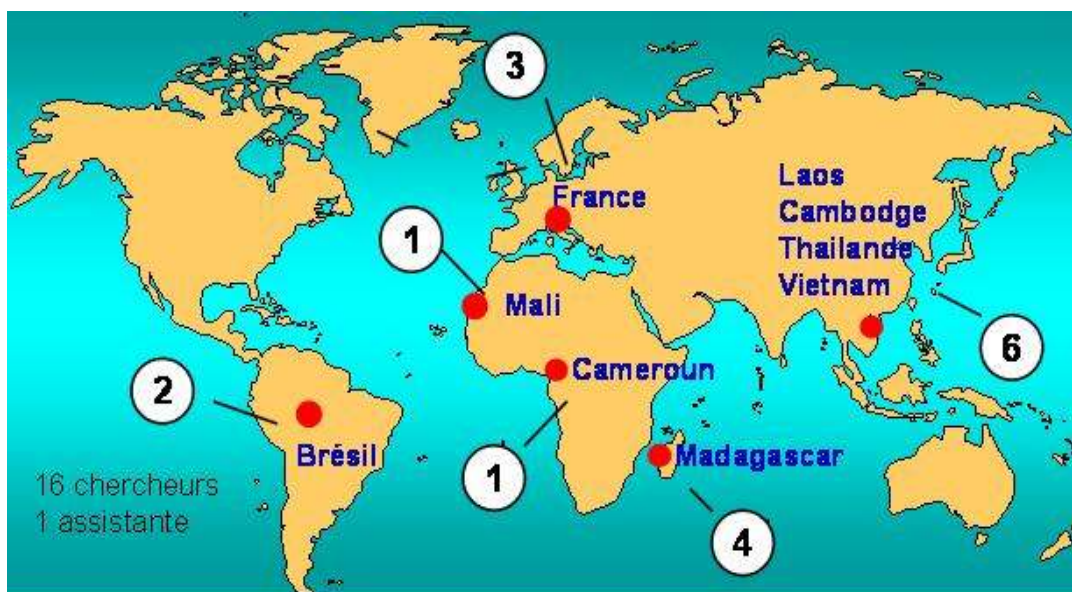 3
France
Laos
Cambodge
Thailande
Vietnam
1
Mali
6
Cameroun
2
Brésil
1
Madagascar
4
16 chercheurs
1 assistante